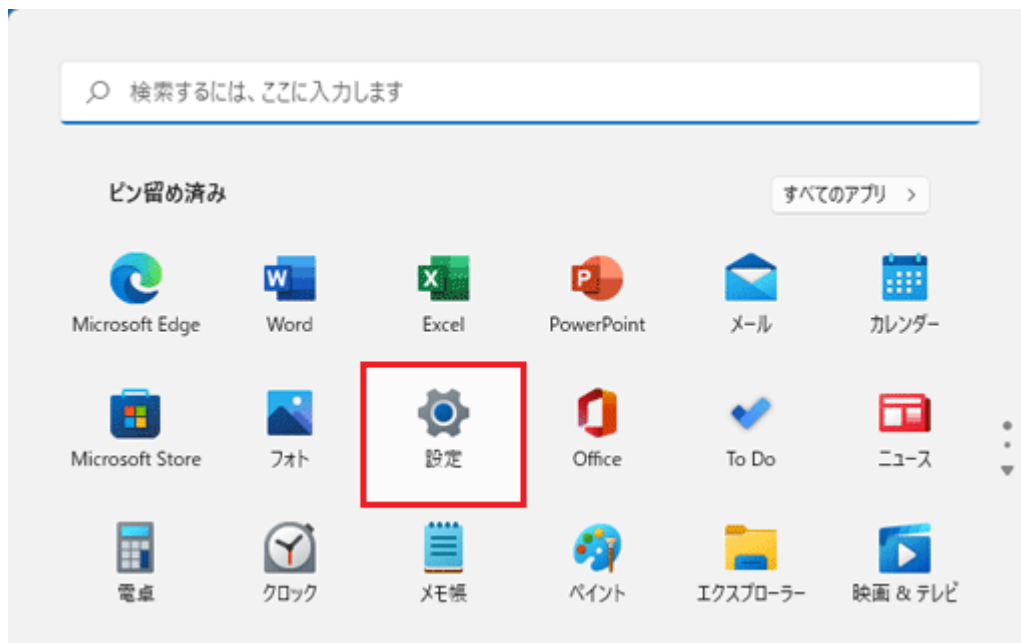 検索するには、ここに入力します
ピン留め済み
すべてのアプリ >
Microsoft Edge
Word
Excel
PowerPoint
メール
カレンダー
Microsoft Store
フォト
設定
Office
To Do
ニュース
電卓
クロック
メモ帳
ペイント
エクスプローラー
映画 & テレビ